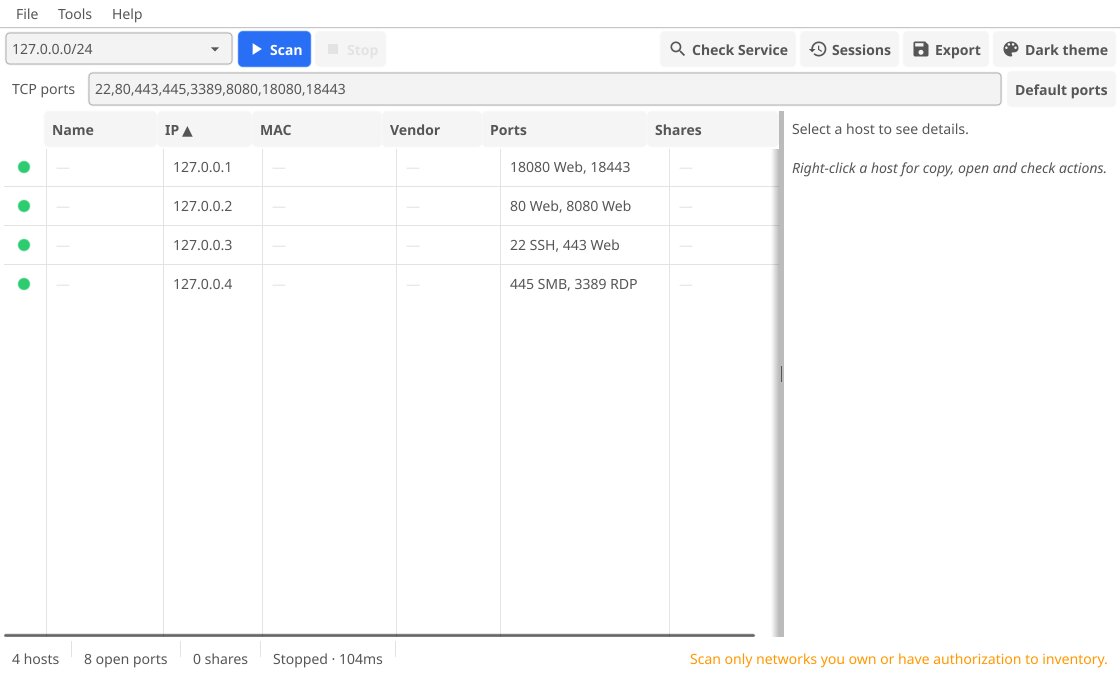 File Tools Help
127.0.0.0/24 Scan Stop Check Service Sessions Export Dark theme
TCP ports 22,80,443,445,3389,8080,18080,18443 Default ports
Name IP ▲ MAC Vendor Ports Shares
Select a host to see details.
— 127.0.0.1 — — 18080 Web, 18443 —
Right-click a host for copy, open and check actions.
— 127.0.0.2 — — 80 Web, 8080 Web —
— 127.0.0.3 — — 22 SSH, 443 Web —
— 127.0.0.4 — — 445 SMB, 3389 RDP —
4 hosts 8 open ports 0 shares Stopped · 104ms Scan only networks you own or have authorization to inventory.